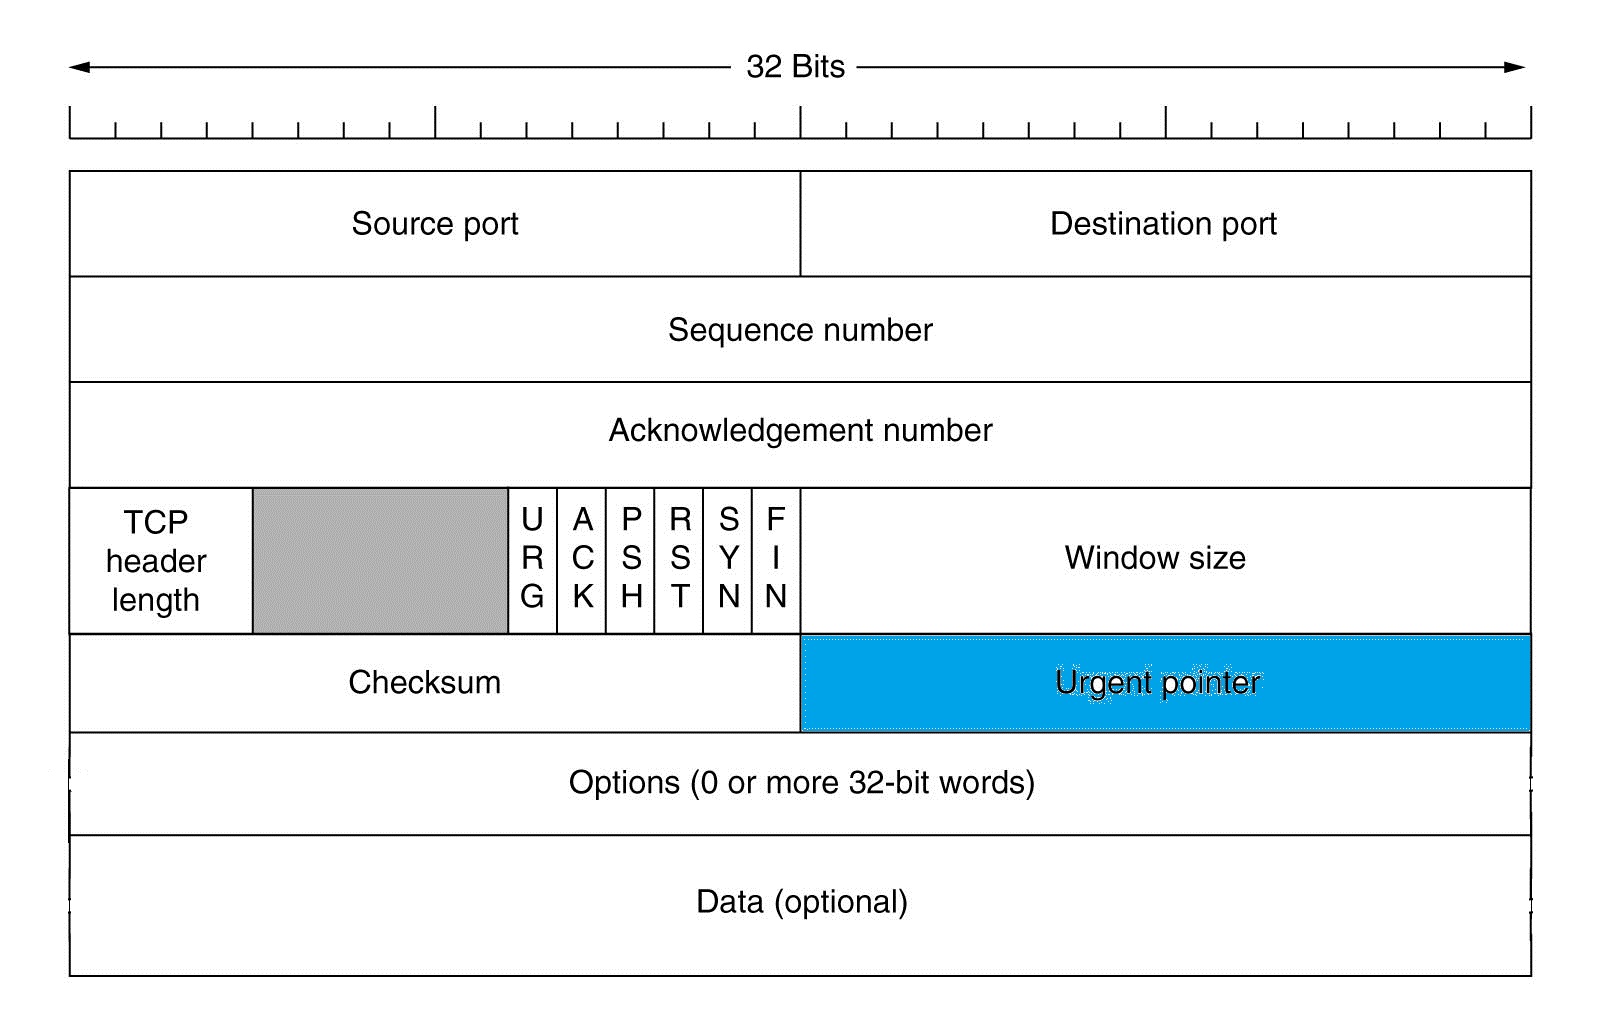 32 Bits
Source port
Destination port
Sequence number
Acknowledgement number
TCP
header
length
URG
ACK
PSH
RST
SYN
FIN
Window size
Checksum
Urgent pointer
Options (0 or more 32-bit words)
Data (optional)